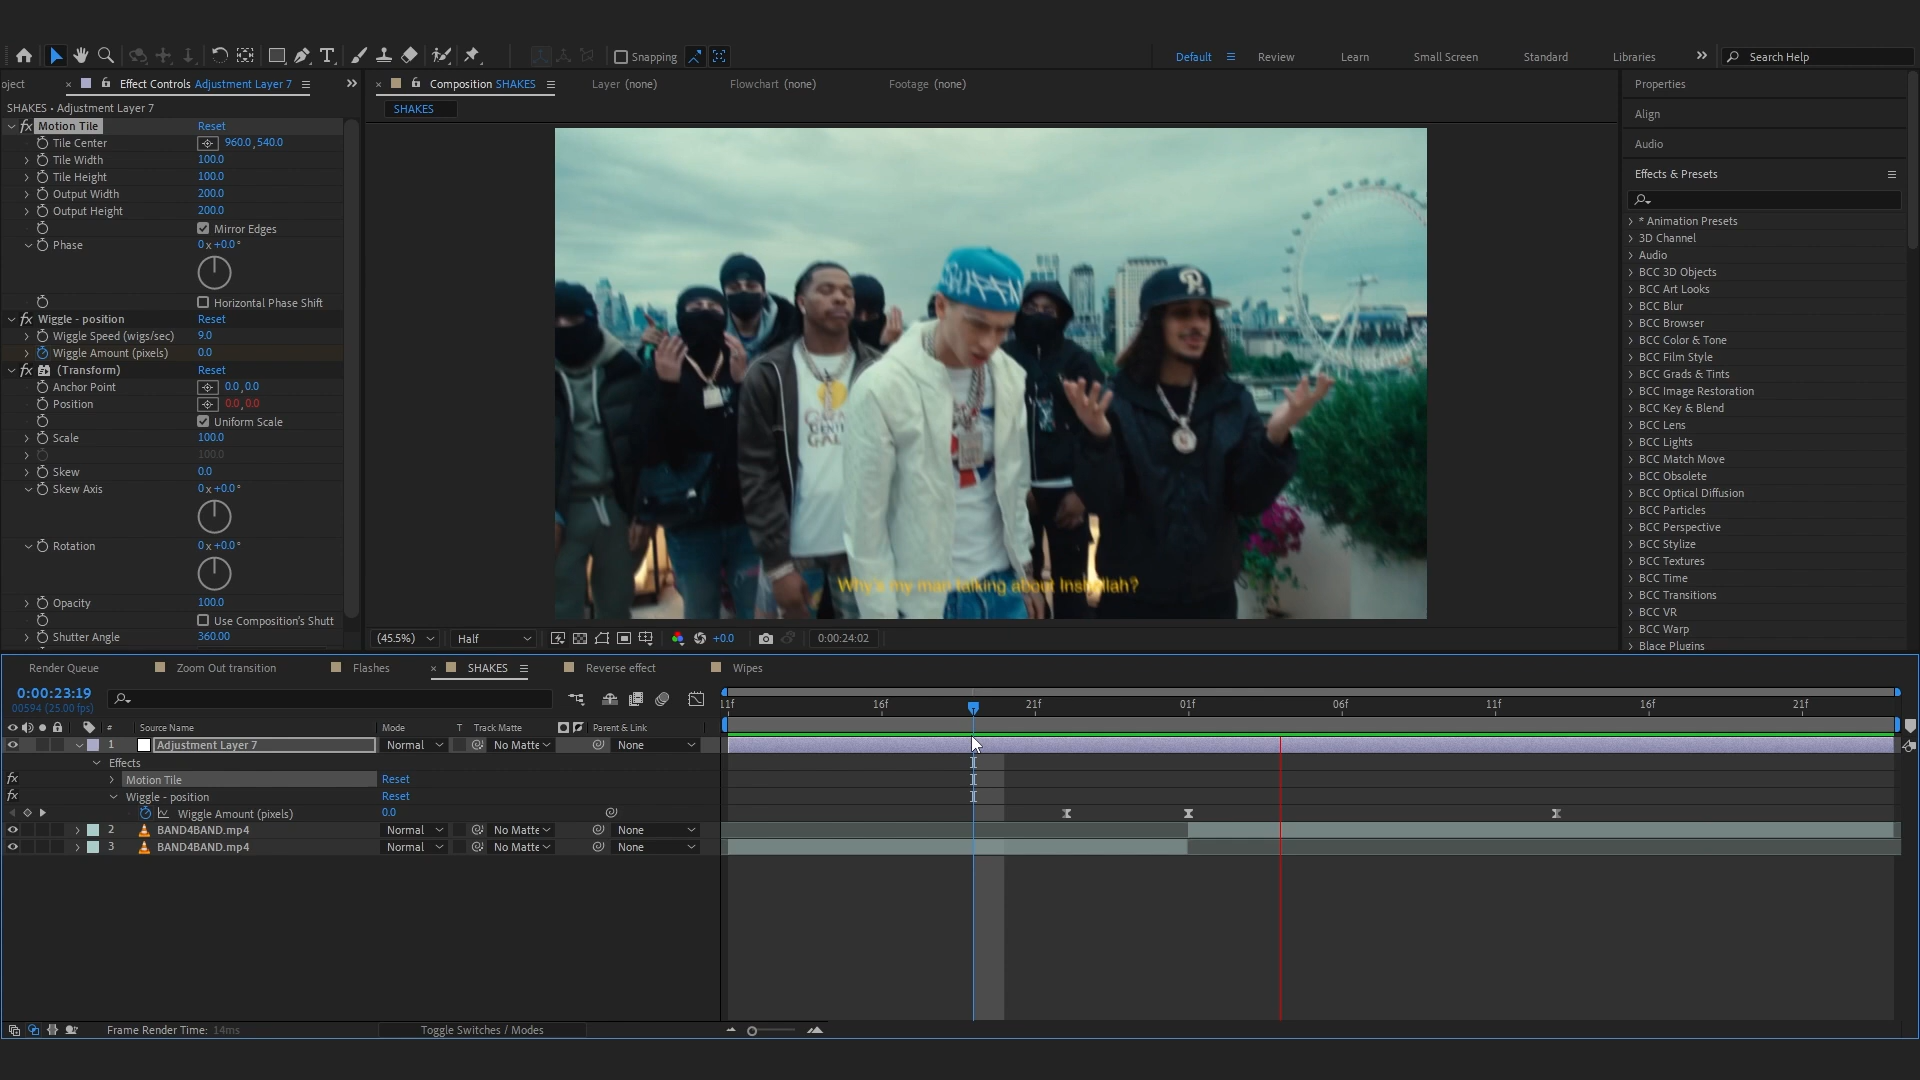 Snapping
Default
Review
Learn
Small Screen
Standard
Libraries
Search Help
oject
Effect Controls Adjustment Layer 7
Composition SHAKES
Layer (none)
Flowchart (none)
Footage (none)
Properties
SHAKES • Adjustment Layer 7
SHAKES
Align
fx Motion Tile Reset
Tile Center 960.0, 540.0
Audio
Tile Width 100.0
Tile Height 100.0
Effects & Presets
Output Width 200.0
Output Height 200.0
Mirror Edges
Phase 0 x +0.0°
Horizontal Phase Shift
fx Wiggle - position Reset
Wiggle Speed (wigs/sec) 9.0
Wiggle Amount (pixels) 0.0
fx (Transform) Reset
Anchor Point 0.0, 0.0
Position 0.0, 0.0
Uniform Scale
Scale 100.0
100.0
Skew 0.0
Skew Axis 0 x +0.0°
Rotation 0 x +0.0°
Opacity 100.0
Use Composition's Shutt
Shutter Angle 360.00
* Animation Presets
3D Channel
Audio
BCC 3D Objects
BCC Art Looks
BCC Blur
BCC Browser
BCC Color & Tone
BCC Film Style
BCC Grads & Tints
BCC Image Restoration
BCC Key & Blend
BCC Lens
BCC Lights
BCC Match Move
BCC Obsolete
BCC Optical Diffusion
BCC Particles
BCC Perspective
BCC Stylize
BCC Textures
BCC Time
BCC Transitions
BCC VR
BCC Warp
Blace Plugins
Why's my man talking about Inshallah?
(45.5%) Half +0.0 0:00:24:02
Render Queue
Zoom Out transition
Flashes
SHAKES
Reverse effect
Wipes
0:00:23:19
00594 (25.00 fps)
11f 16f 21f 01f 06f 11f 16f 21f
# Source Name Mode T Track Matte Parent & Link
1 Adjustment Layer 7 Normal No Matte None
Effects
fx Motion Tile Reset
fx Wiggle - position Reset
Wiggle Amount (pixels) 0.0
2 BAND4BAND.mp4 Normal No Matte None
3 BAND4BAND.mp4 Normal No Matte None
Frame Render Time: 14ms
Toggle Switches / Modes